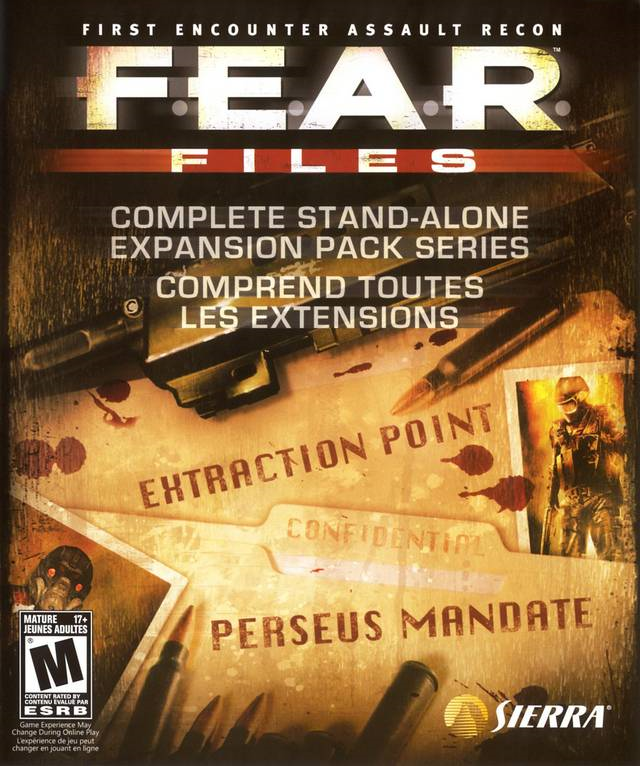 FIRST ENCOUNTER ASSAULT RECON
F.E.A.R.™
FILES
COMPLETE STAND-ALONE
EXPANSION PACK SERIES
COMPREND TOUTES
LES EXTENSIONS
EXTRACTION POINT
CONFIDENTIAL
PERSEUS MANDATE
MATURE 17+
JEUNES ADULTES
M®
CONTENT RATED BY
CONTENU ÉVALUÉ PAR
ESRB
Game Experience May
Change During Online Play
L'expérience de jeu peut
changer en jouant en ligne
SIERRA®